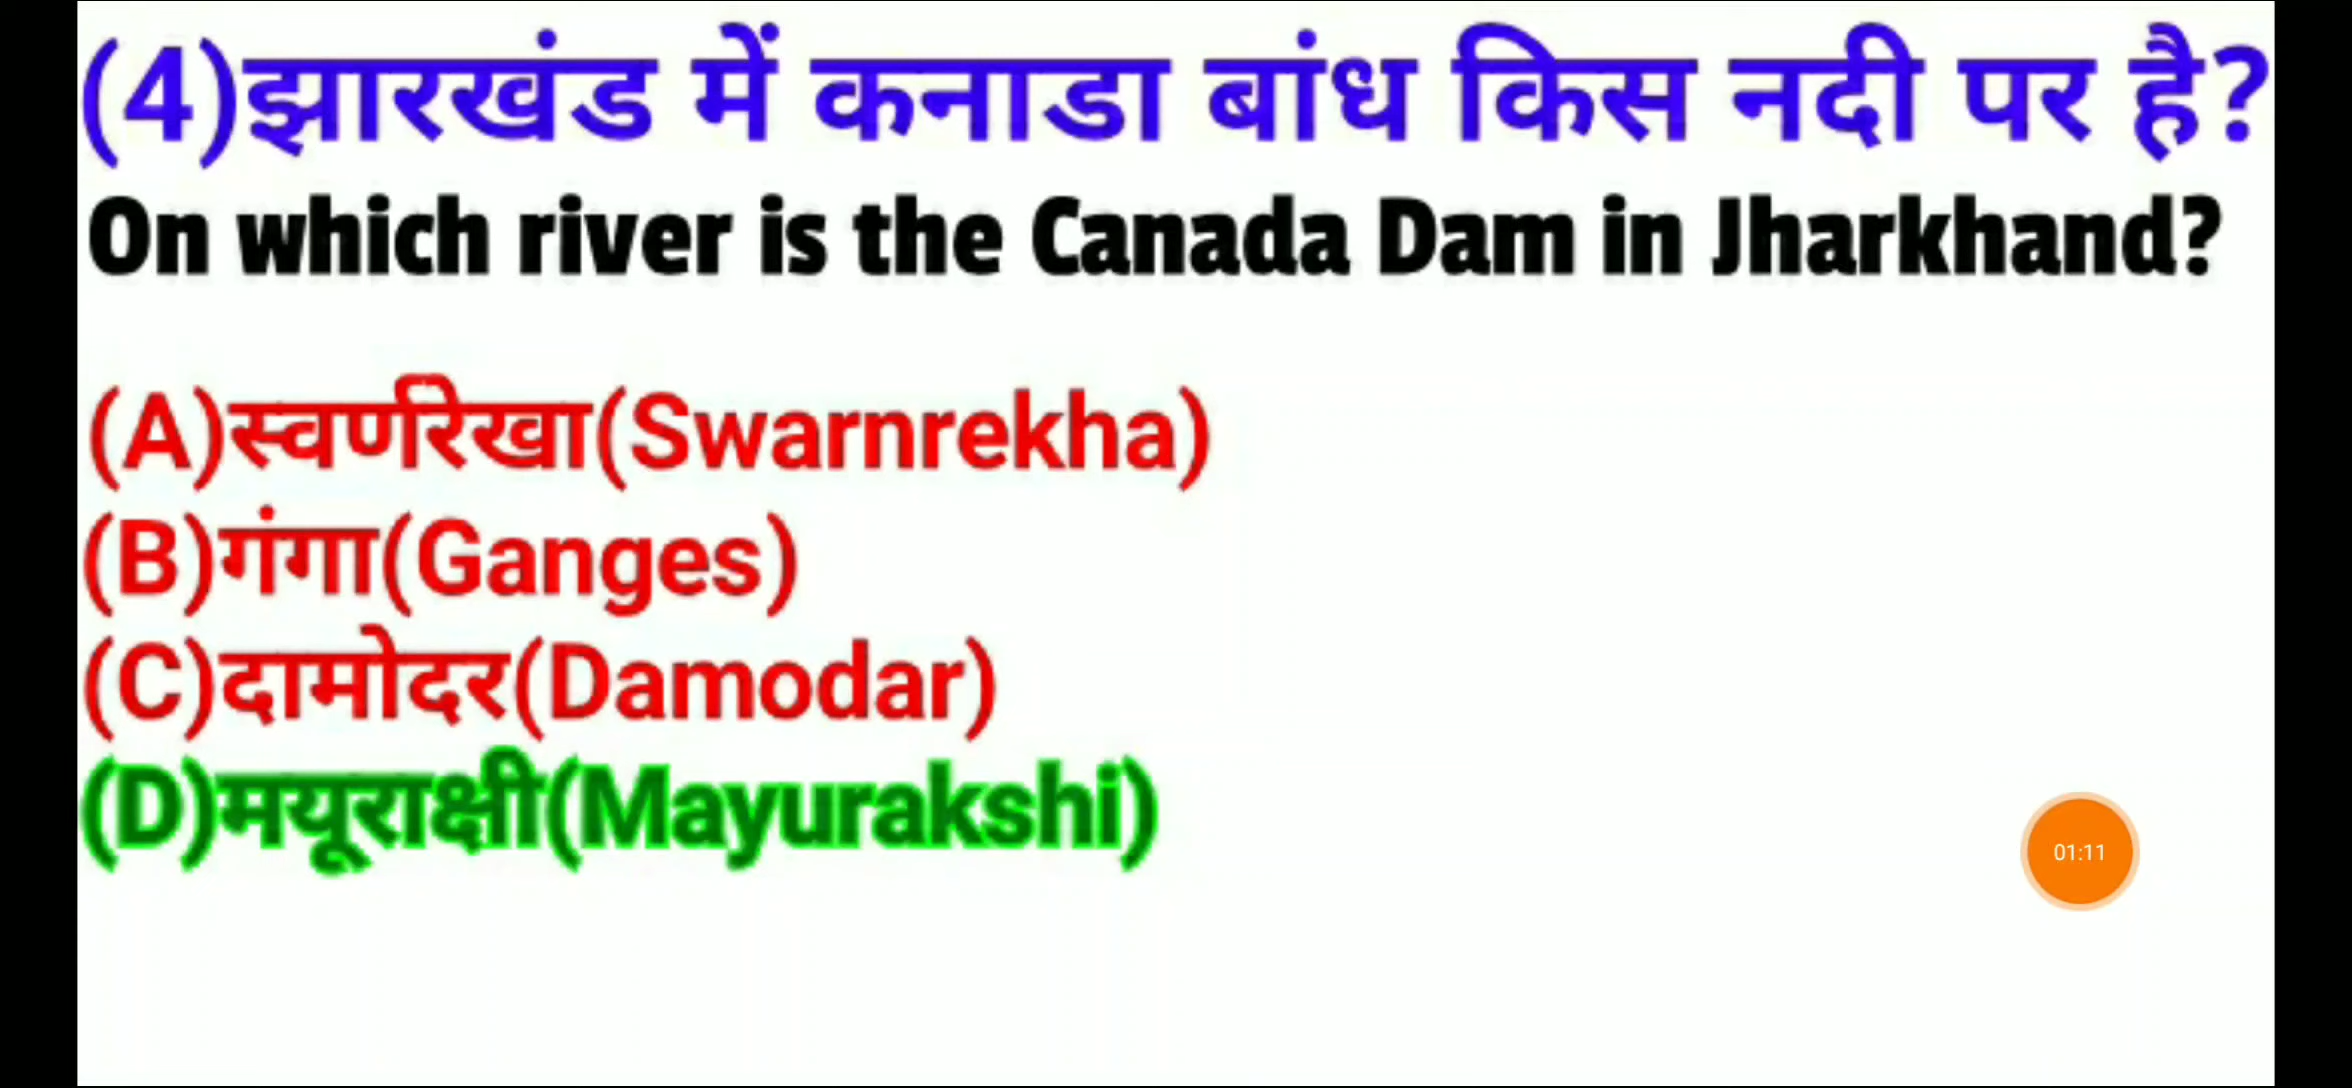 (4)झारखंड में कनाडा बांध किस नदी पर है?
On which river is the Canada Dam in Jharkhand?
(A)स्वर्णरेखा(Swarnrekha)
(B)गंगा(Ganges)
(C)दामोदर(Damodar)
(D)मयूराक्षी(Mayurakshi)
01:11